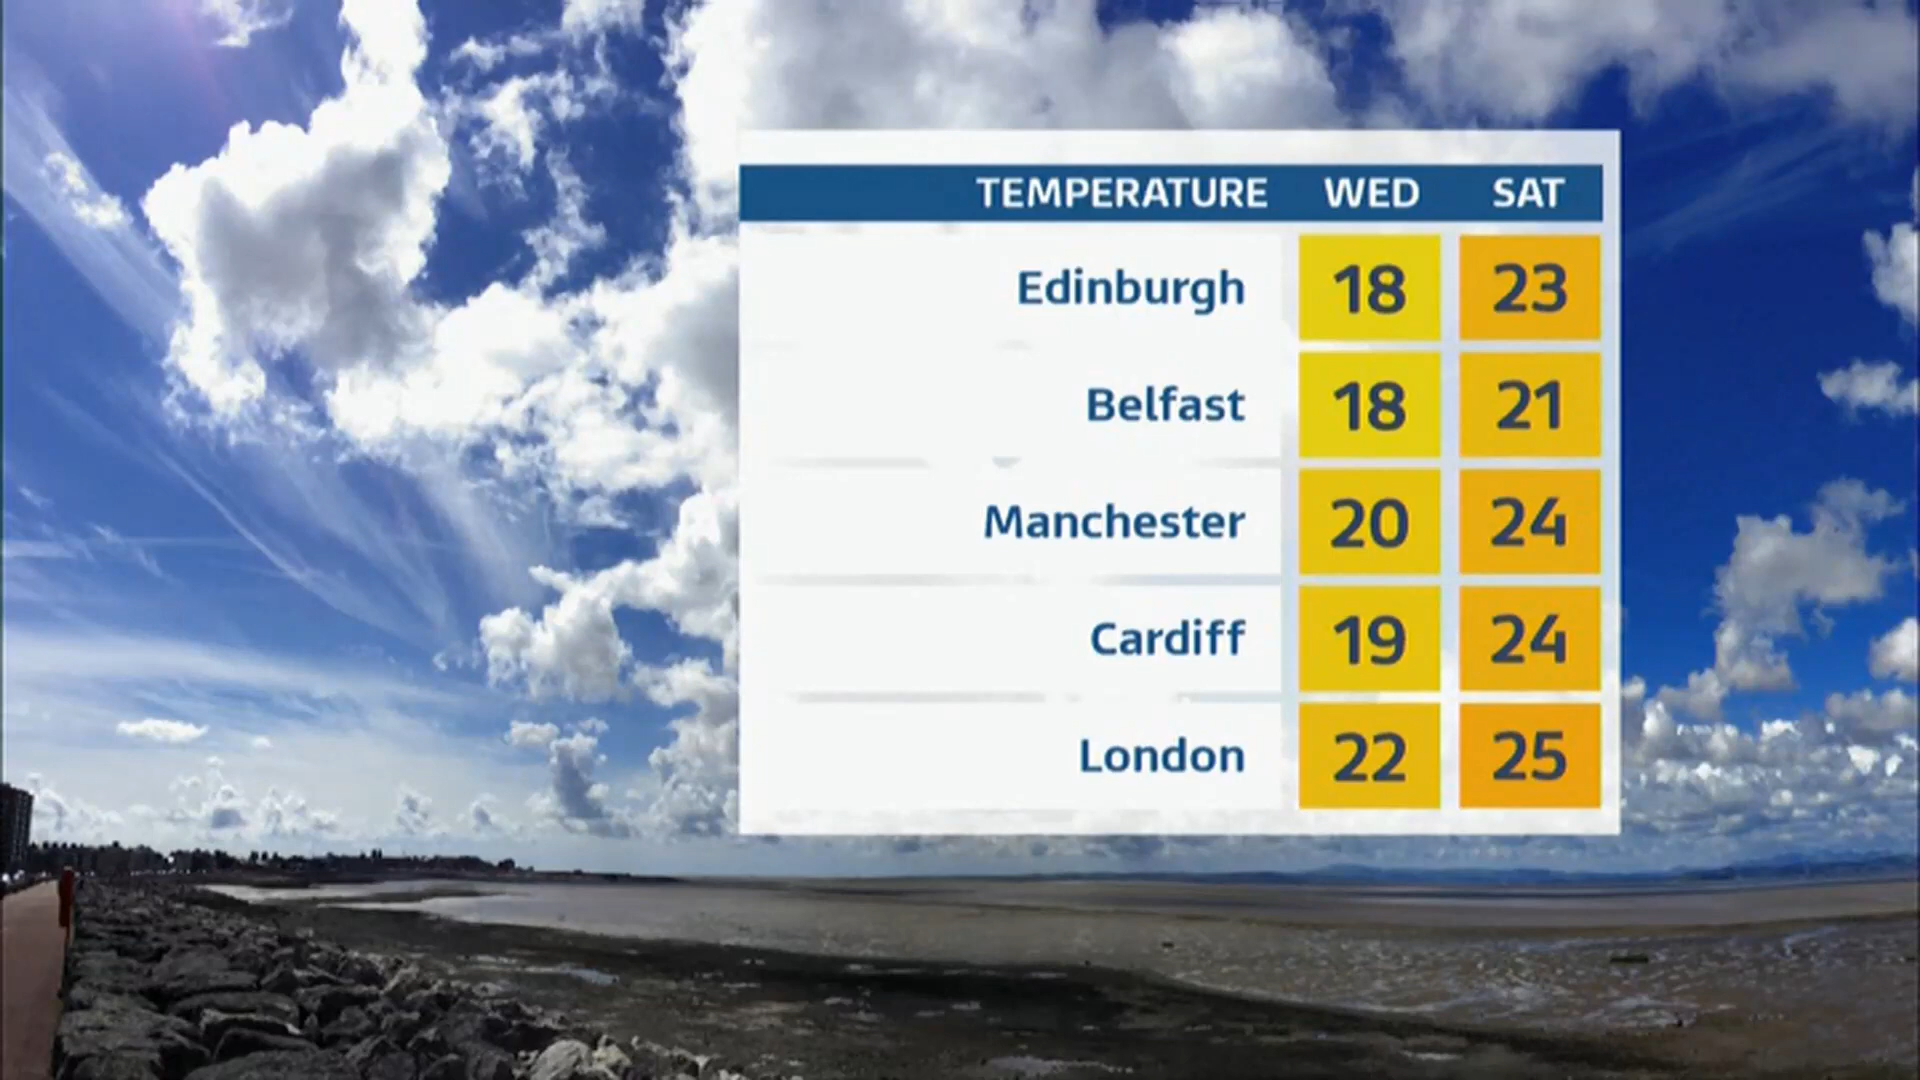 TEMPERATURE WED SAT
Edinburgh 18 23
Belfast 18 21
Manchester 20 24
Cardiff 19 24
London 22 25